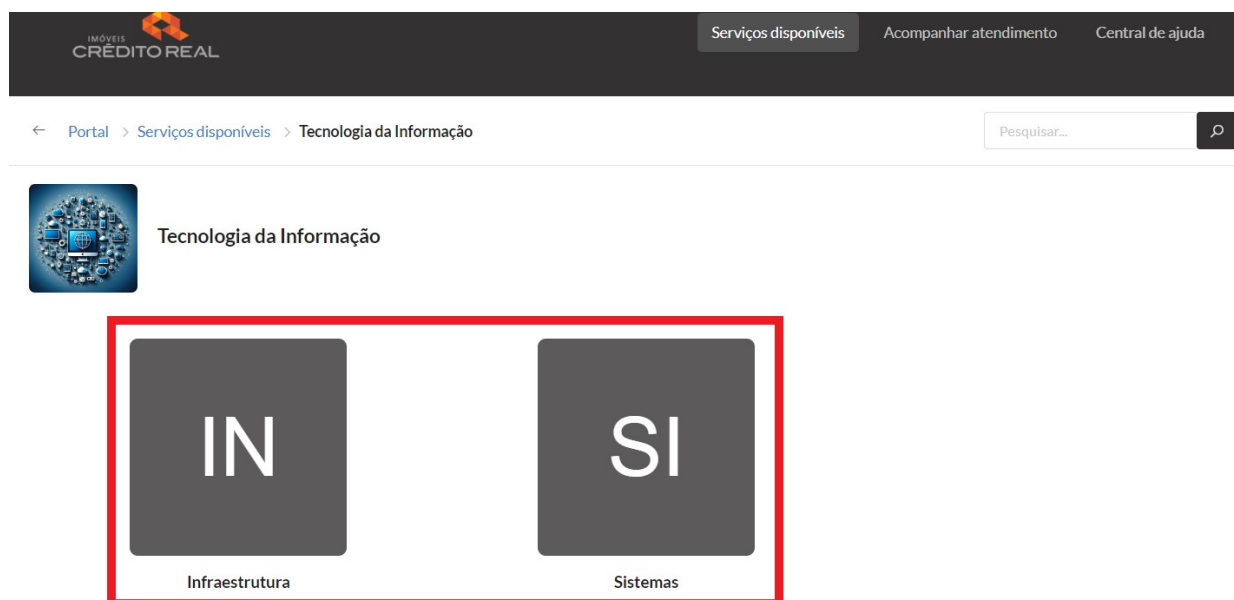 IMÓVEIS
CRÉDITO REAL
Serviços disponíveis
Acompanhar atendimento
Central de ajuda
Portal > Serviços disponíveis > Tecnologia da Informação
Pesquisar...
Tecnologia da Informação
IN
SI
Infraestrutura
Sistemas